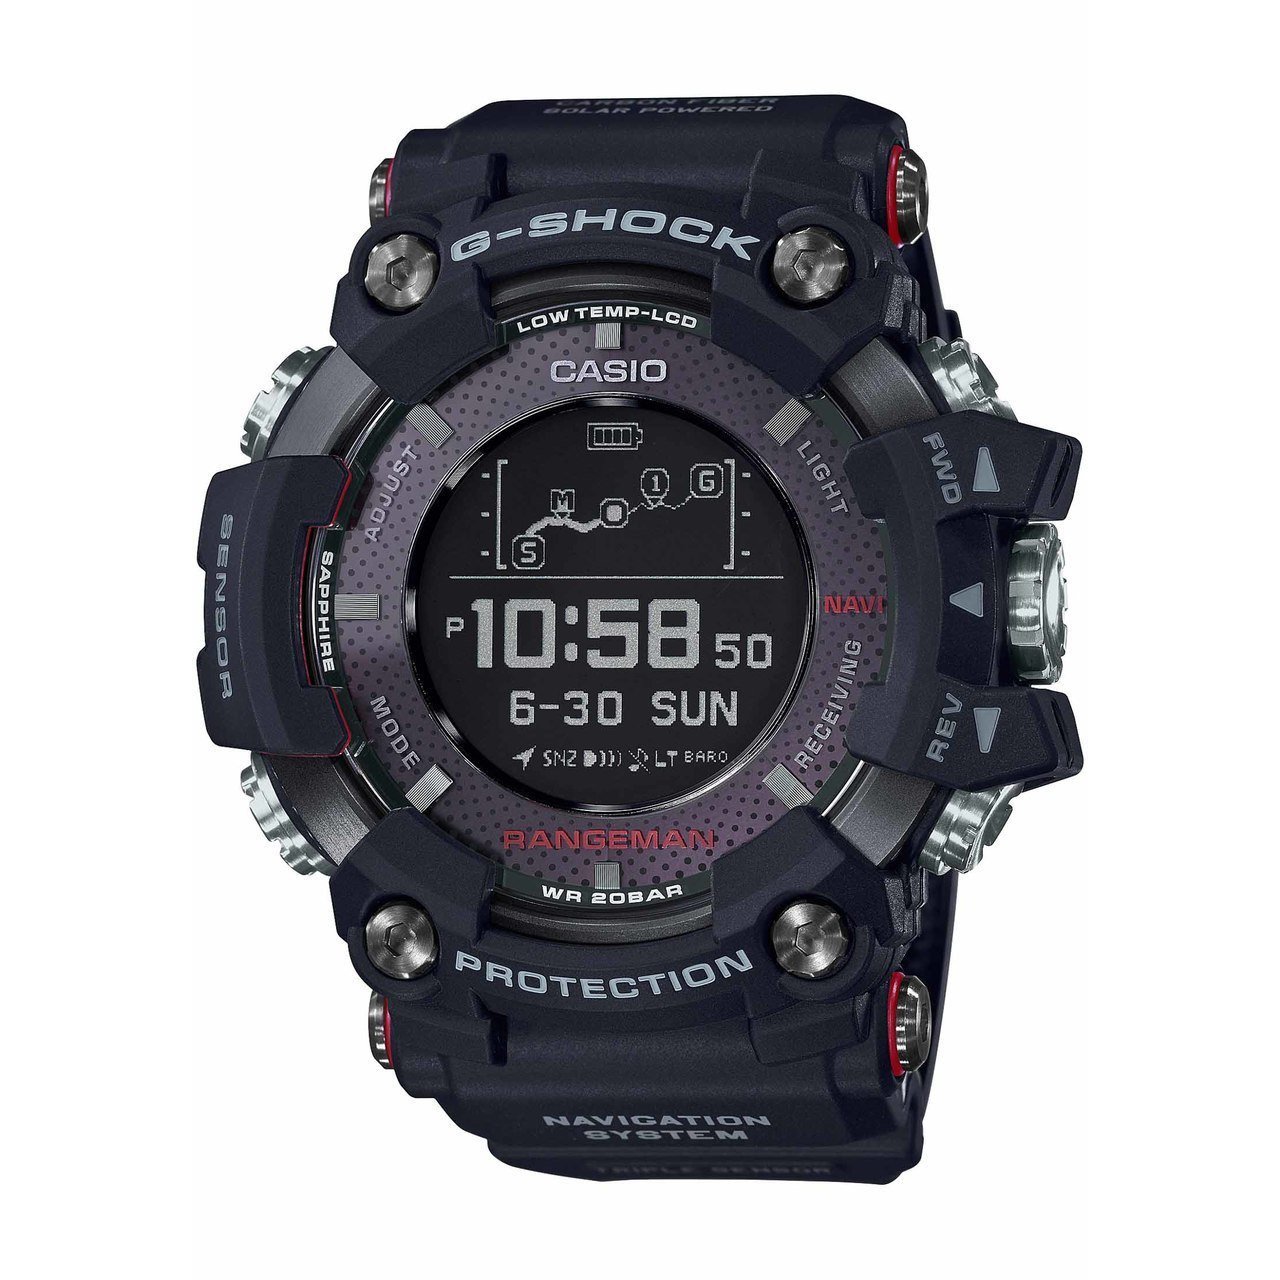 CARBON FIBER
SOLAR POWERED
G-SHOCK
LOW TEMP-LCD
CASIO
ADJUST
LIGHT
FWD
SENSOR
SAPPHIRE
M
1
G
S
NAVI
P 10:58 50
6-30 SUN
SNZ LT BARO
MODE
RECEIVING
REV
RANGEMAN
WR 20BAR
PROTECTION
NAVIGATION
SYSTEM
TRIPLE SENSOR